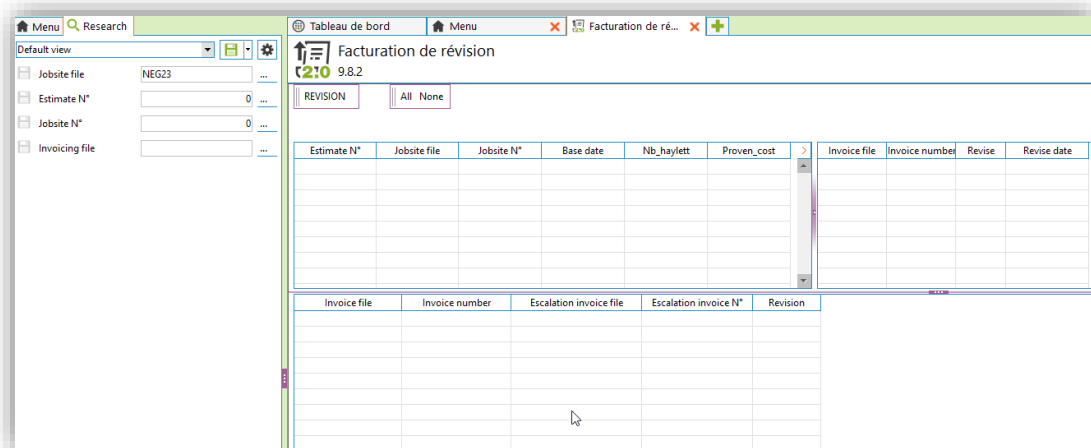 Menu Research
Default view
Jobsite file NEG23 ...
Estimate N° 0 ...
Jobsite N° 0 ...
Invoicing file ...
Tableau de bord Menu Facturation de ré...
Facturation de révision
9.8.2
REVISION All None
Estimate N° Jobsite file Jobsite N° Base date Nb_haylett Proven_cost > Invoice file Invoice number Revise Revise date
Invoice file Invoice number Escalation invoice file Escalation invoice N° Revision